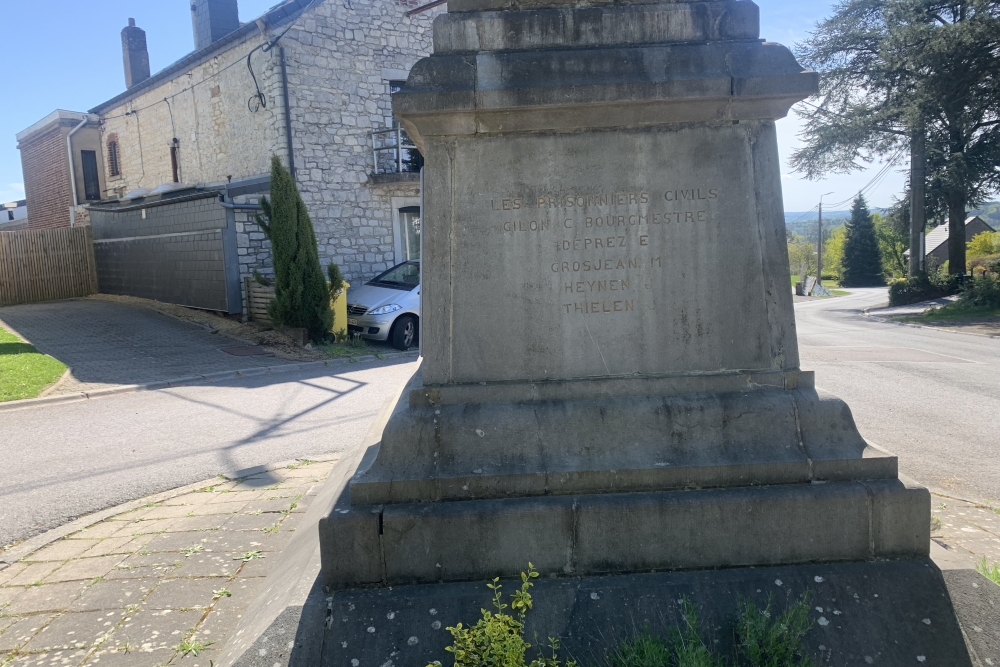 LES PRISONNIERS CIVILS
GILON C BOURGMESTRE
DEPREZ E
GROSJEAN M
HEYNEN
THIELEN